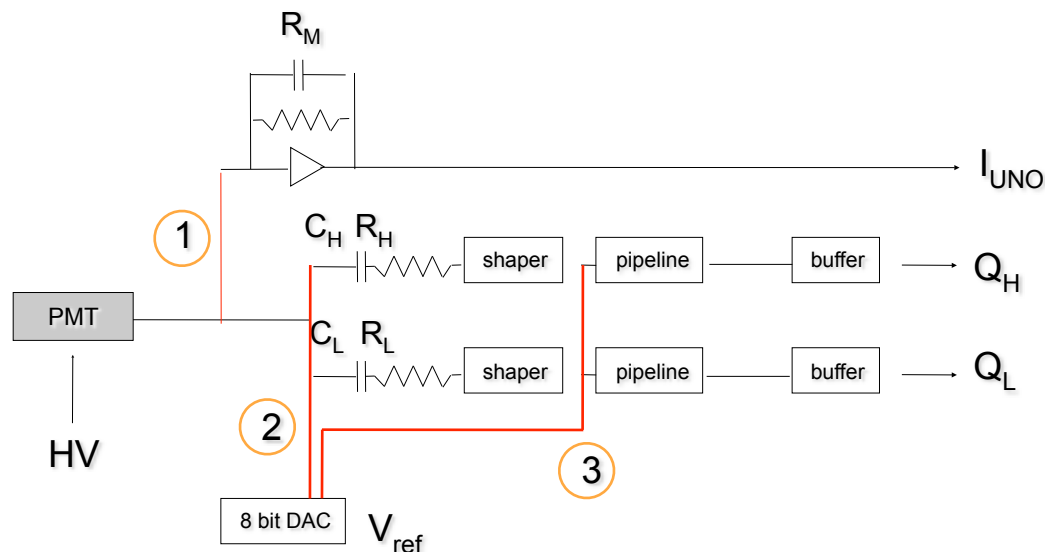 R_M
I_UNO
1
C_H R_H
shaper
pipeline
buffer
Q_H
PMT
C_L R_L
shaper
pipeline
buffer
Q_L
2
HV
3
8 bit DAC
V_ref